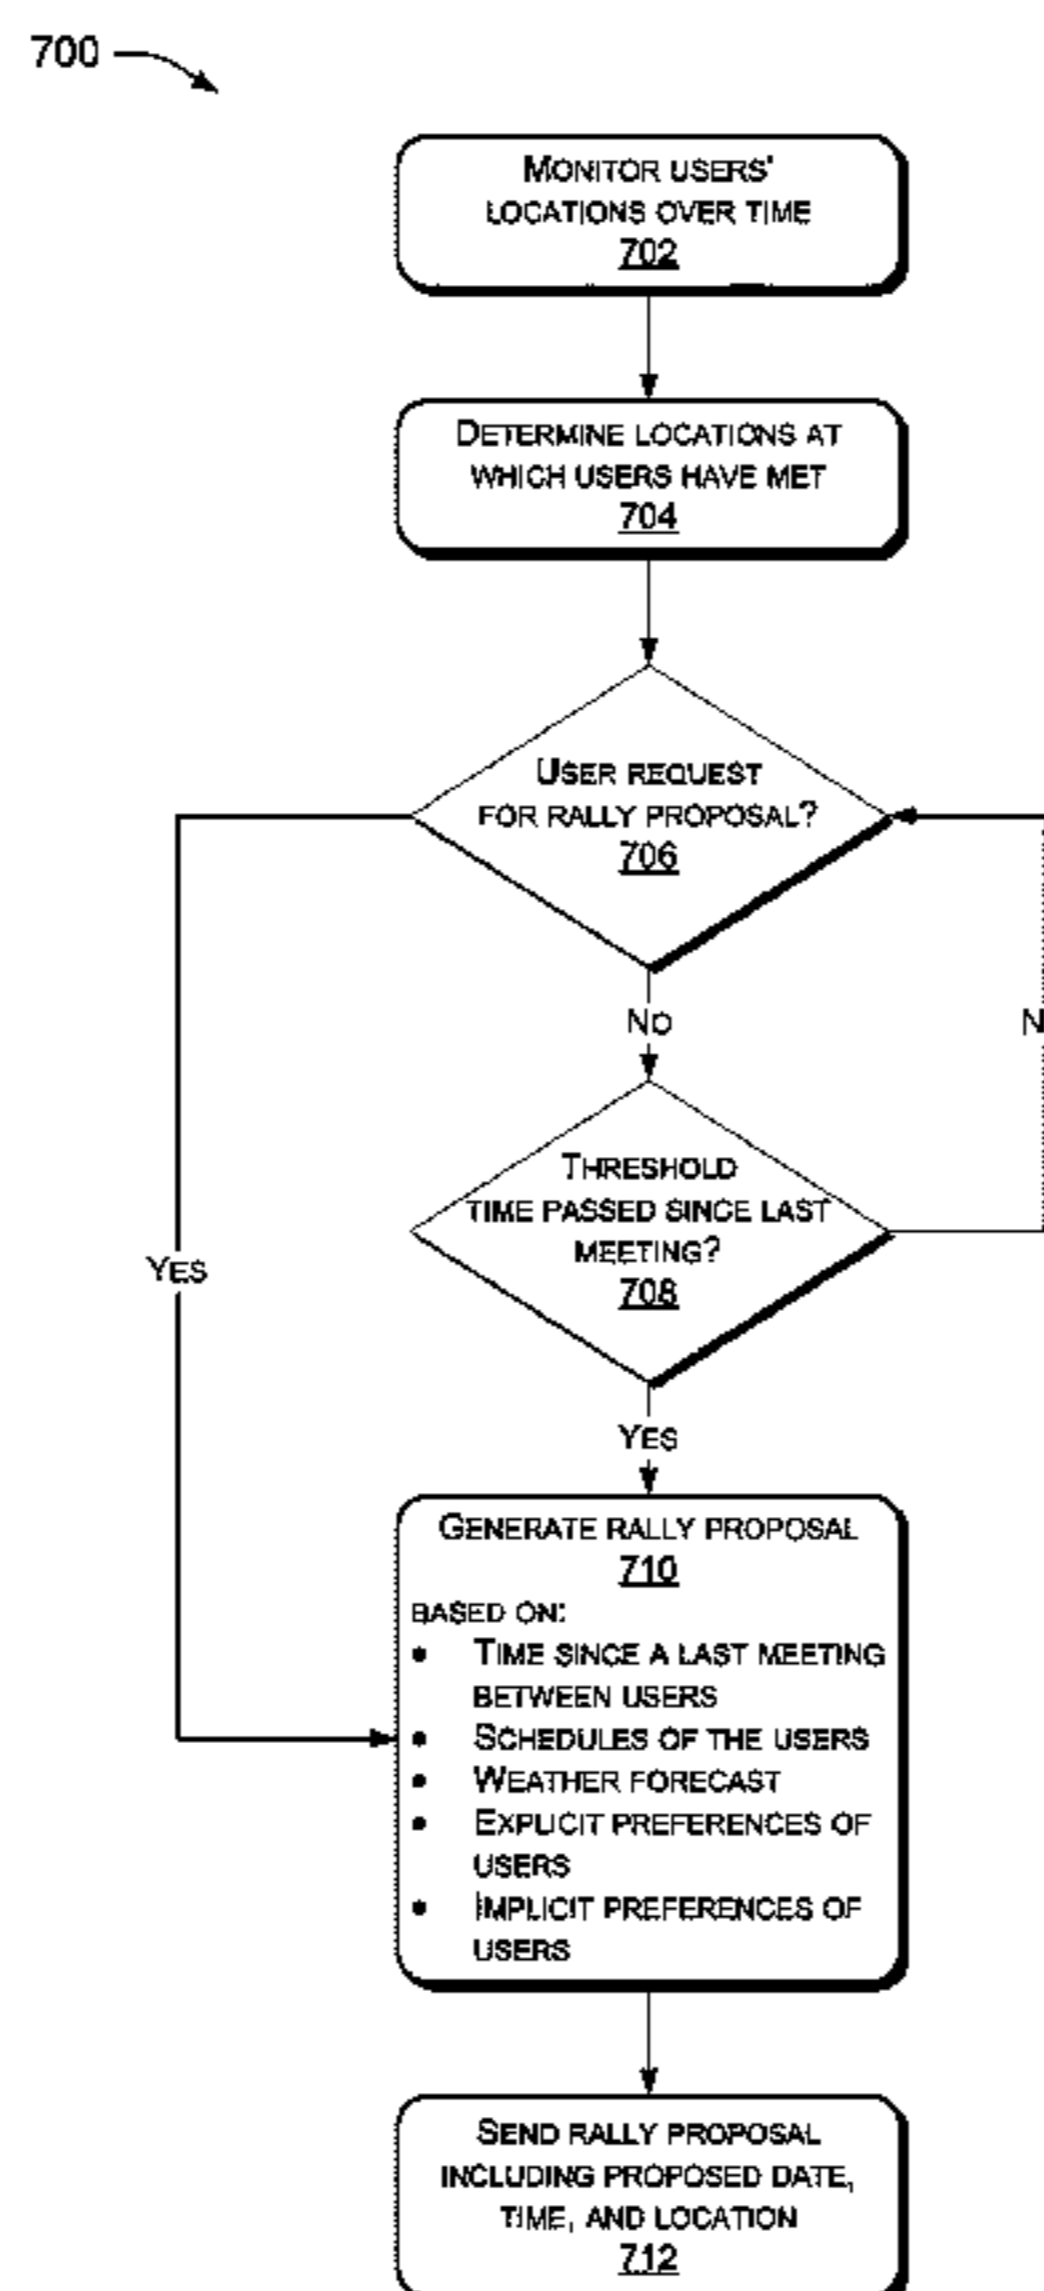 700
MONITOR USERS'
LOCATIONS OVER TIME
702
DETERMINE LOCATIONS AT
WHICH USERS HAVE MET
704
USER REQUEST
FOR RALLY PROPOSAL?
706
NO
THRESHOLD
TIME PASSED SINCE LAST
MEETING?
708
YES
YES
GENERATE RALLY PROPOSAL
710
BASED ON:
• TIME SINCE A LAST MEETING
BETWEEN USERS
• SCHEDULES OF THE USERS
• WEATHER FORECAST
• EXPLICIT PREFERENCES OF
USERS
• IMPLICIT PREFERENCES OF
USERS
SEND RALLY PROPOSAL
INCLUDING PROPOSED DATE,
TIME, AND LOCATION
712